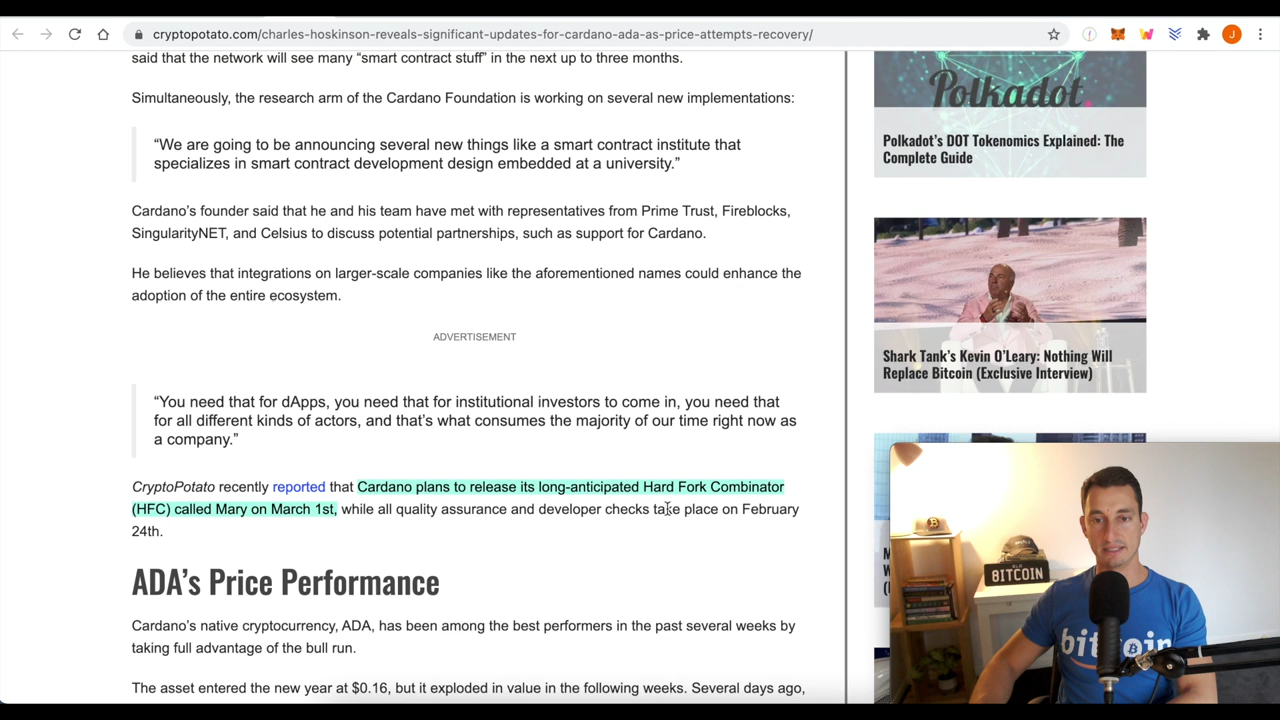 cryptopotato.com/charles-hoskinson-reveals-significant-updates-for-cardano-ada-as-price-attempts-recovery/
J
said that the network will see many “smart contract stuff” in the next up to three months.
Simultaneously, the research arm of the Cardano Foundation is working on several new implementations:
“We are going to be announcing several new things like a smart contract institute that
specializes in smart contract development design embedded at a university.”
Cardano’s founder said that he and his team have met with representatives from Prime Trust, Fireblocks,
SingularityNET, and Celsius to discuss potential partnerships, such as support for Cardano.
He believes that integrations on larger-scale companies like the aforementioned names could enhance the
adoption of the entire ecosystem.
ADVERTISEMENT
“You need that for dApps, you need that for institutional investors to come in, you need that
for all different kinds of actors, and that’s what consumes the majority of our time right now as
a company.”
CryptoPotato recently reported that Cardano plans to release its long-anticipated Hard Fork Combinator
(HFC) called Mary on March 1st, while all quality assurance and developer checks take place on February
24th.
ADA’s Price Performance
Cardano’s native cryptocurrency, ADA, has been among the best performers in the past several weeks by
taking full advantage of the bull run.
The asset entered the new year at $0.16, but it exploded in value in the following weeks. Several days ago,
Polkadot
Polkadot’s DOT Tokenomics Explained: The
Complete Guide
Shark Tank’s Kevin O’Leary: Nothing Will
Replace Bitcoin (Exclusive Interview)
BITCOIN
bitcoin